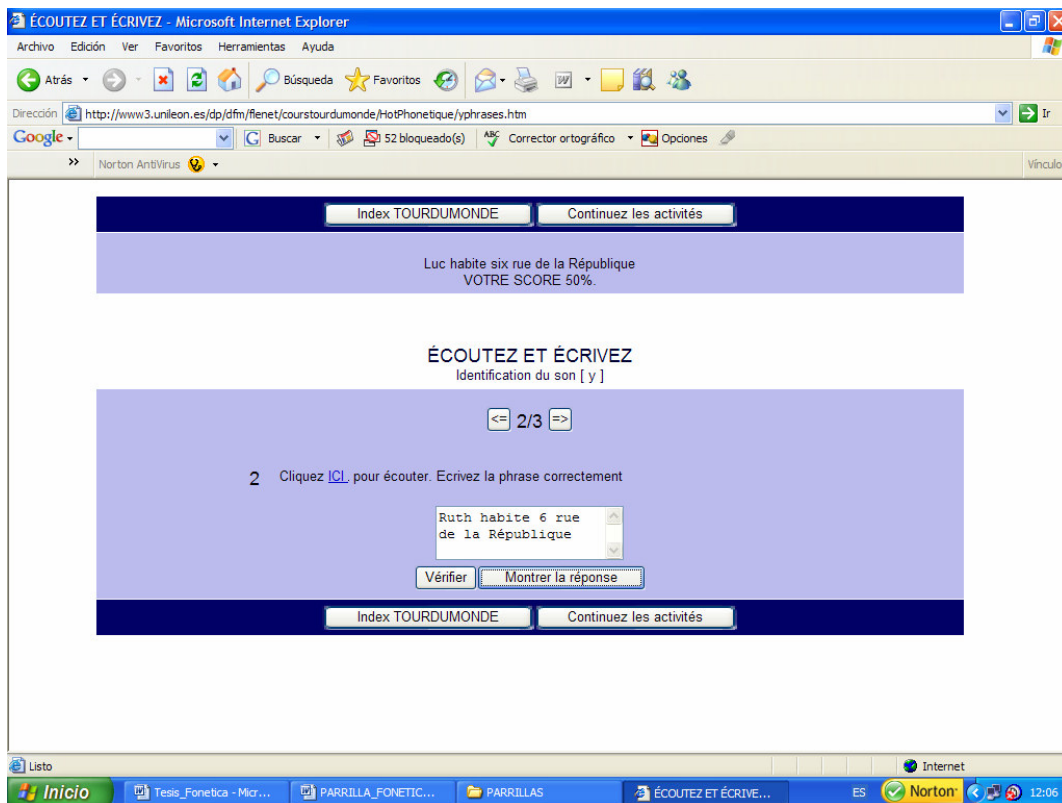 ÉCOUTEZ ET ÉCRIVEZ - Microsoft Internet Explorer
Archivo Edición Ver Favoritos Herramientas Ayuda
Atrás Búsqueda Favoritos
Dirección http://www3.unileon.es/dp/dfm/flenet/courstourdumonde/HotPhonetique/yphrases.htm Ir
Google Buscar 52 bloqueado(s) ABC Corrector ortográfico Opciones
» Norton AntiVirus Vínculo
Index TOURDUMONDE Continuez les activités
Luc habite six rue de la République
VOTRE SCORE 50%.
ÉCOUTEZ ET ÉCRIVEZ
Identification du son [ y ]
<= 2/3 =>
2 Cliquez ICI . pour écouter. Ecrivez la phrase correctement
Ruth habite 6 rue
de la République
Vérifier Montrer la réponse
Index TOURDUMONDE Continuez les activités
Listo Internet
Inicio Tesis_Fonetica - Micr... PARRILLA_FONETIC... PARRILLAS ÉCOUTEZ ET ÉCRIVE... ES Norton 12:06